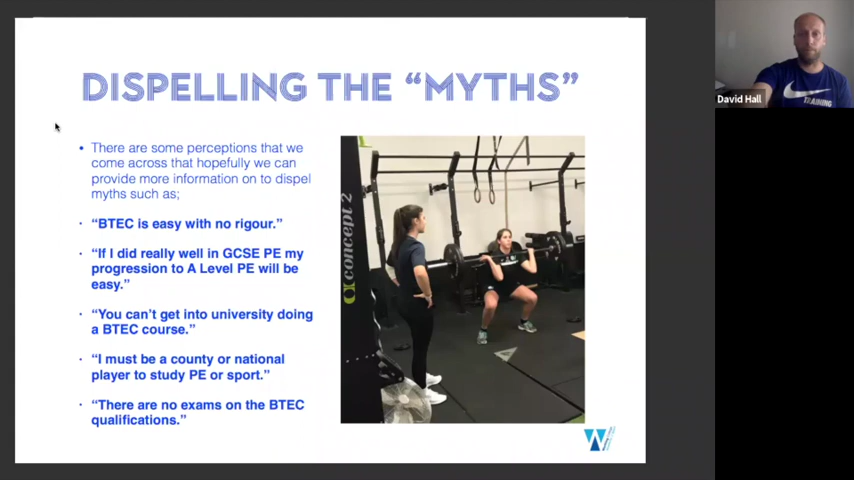 DISPELLING THE “MYTHS”
• There are some perceptions that we
come across that hopefully we can
provide more information on to dispel
myths such as;
· “BTEC is easy with no rigour.”
· “If I did really well in GCSE PE my
progression to A Level PE will be
easy.”
· “You can’t get into university doing
a BTEC course.”
· “I must be a county or national
player to study PE or sport.”
· “There are no exams on the BTEC
qualifications.”
concept 2
W
David Hall
TRAINING